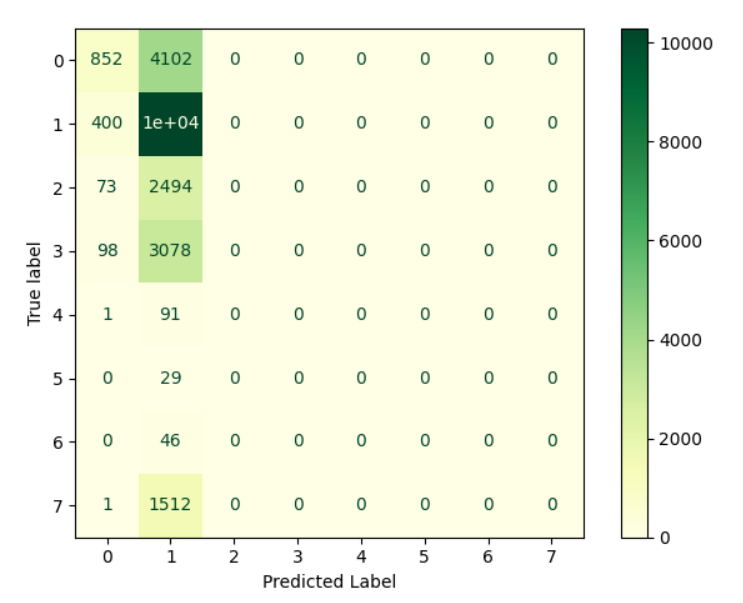 0 852 4102 0 0 0 0 0 0
1 400 1e+04 0 0 0 0 0 0
2 73 2494 0 0 0 0 0 0
3 98 3078 0 0 0 0 0 0
4 1 91 0 0 0 0 0 0
5 0 29 0 0 0 0 0 0
6 0 46 0 0 0 0 0 0
7 1 1512 0 0 0 0 0 0
0 1 2 3 4 5 6 7
Predicted Label
True label
10000
8000
6000
4000
2000
0